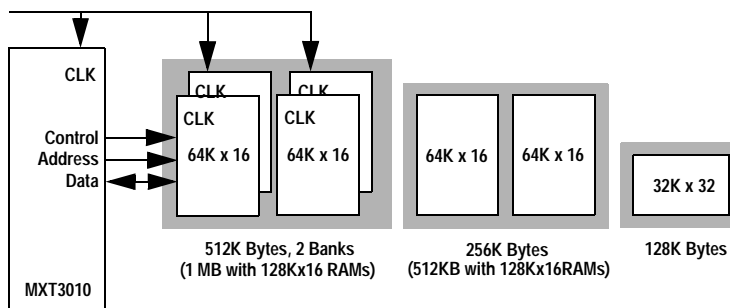 CLK
Control
Address
Data
MXT3010
CLK
CLK
CLK
CLK
64K x 16
64K x 16
512K Bytes, 2 Banks
(1 MB with 128Kx16 RAMs)
64K x 16
64K x 16
256K Bytes
(512KB with 128Kx16RAMs)
32K x 32
128K Bytes